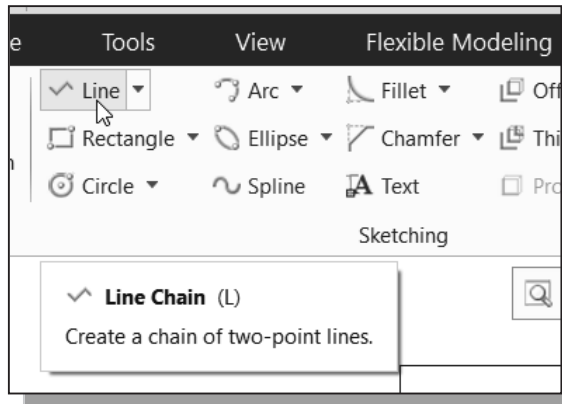 Tools View Flexible Modeling
Line Arc Fillet
Rectangle Ellipse Chamfer
Circle Spline A Text
Sketching
Line Chain (L)
Create a chain of two-point lines.